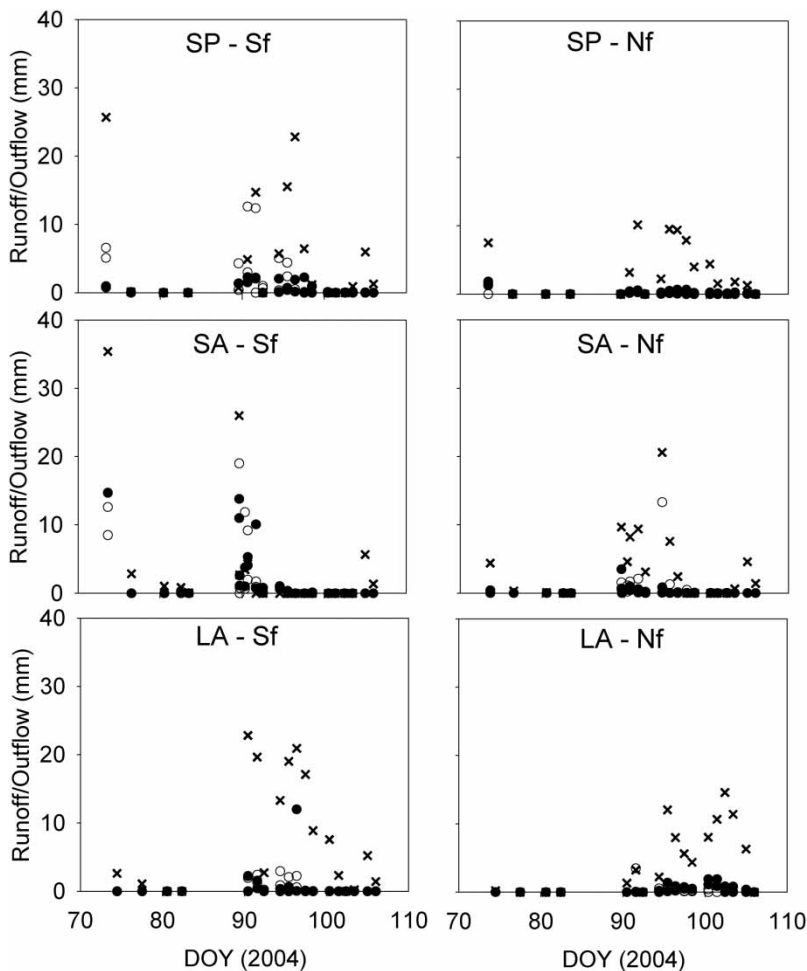 40
30
20
10
0
Runoff/Outflow (mm)
SP - Sf
SP - Nf
40
30
20
10
0
Runoff/Outflow (mm)
SA - Sf
SA - Nf
40
30
20
10
0
Runoff/Outflow (mm)
LA - Sf
LA - Nf
70 80 90 100 110
70 80 90 100 110
DOY (2004)
DOY (2004)